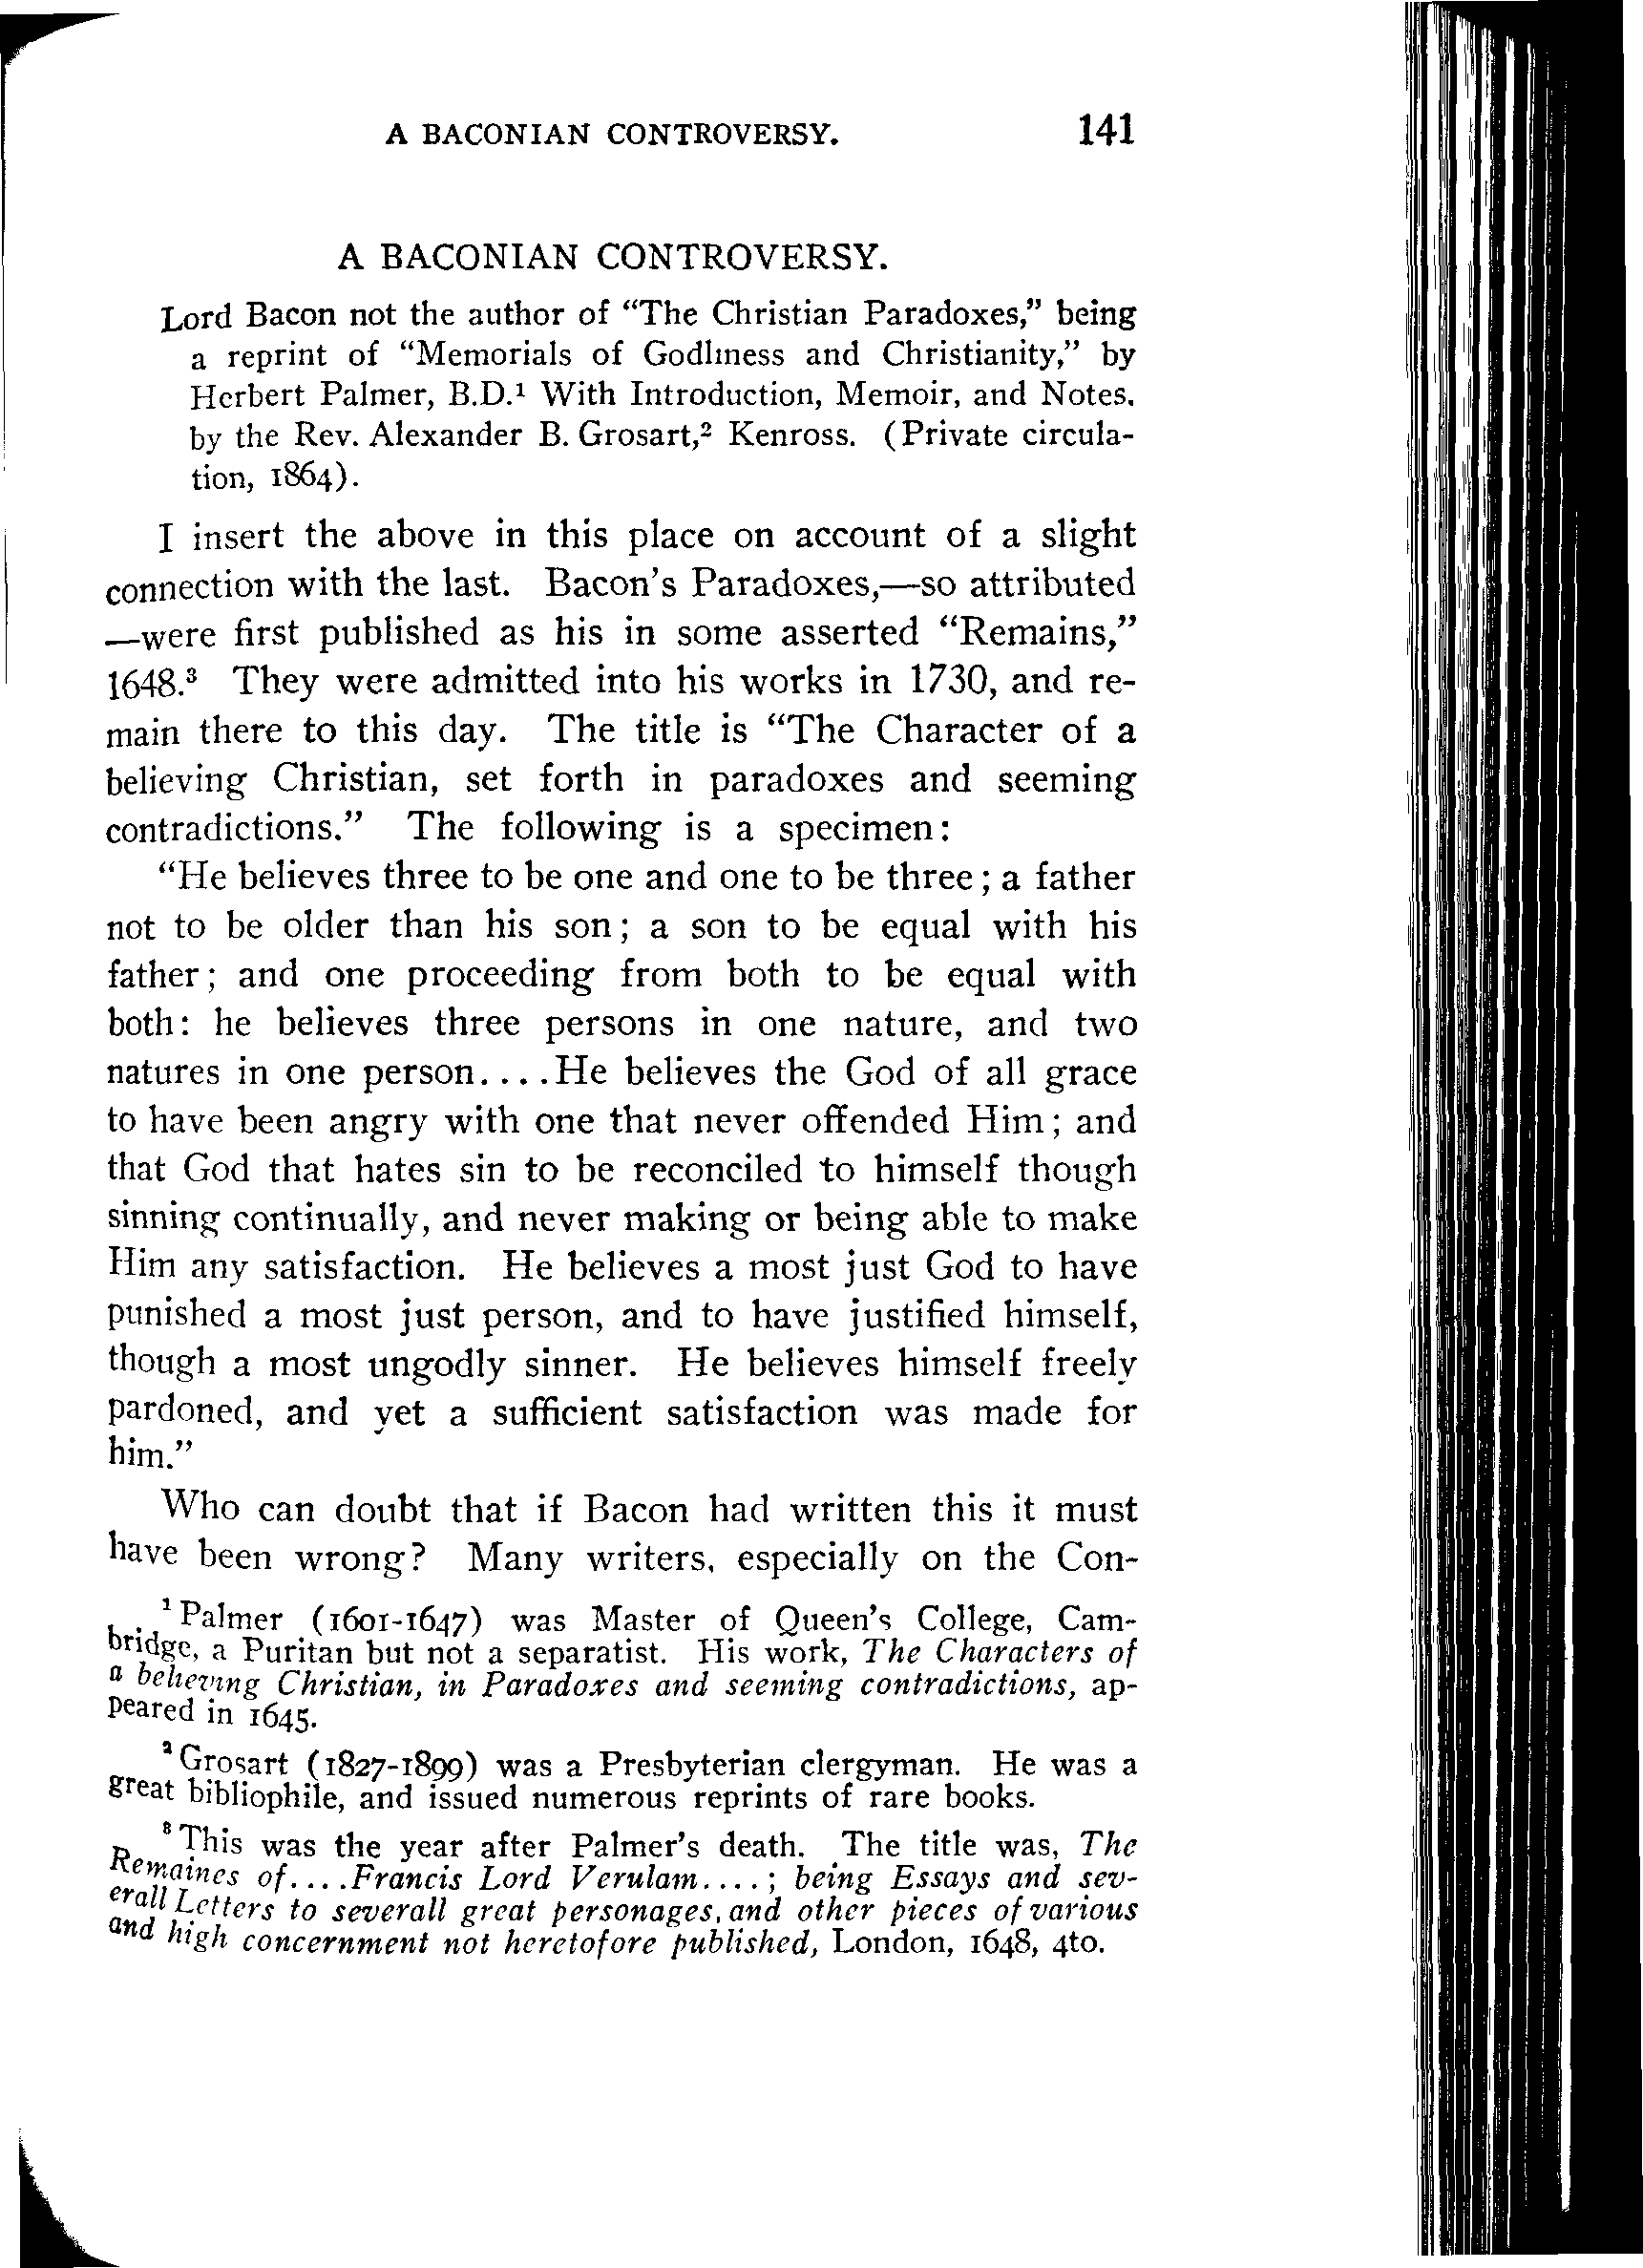 A BACONIAN CONTROVERSY. 141
A BACONIAN CONTROVERSY.
Lord Bacon not the author of “The Christian Paradoxes,” being
a reprint of “Memorials of Godliness and Christianity,” by
Herbert Palmer, B.D.¹ With Introduction, Memoir, and Notes.
by the Rev. Alexander B. Grosart,² Kenross. (Private circula-
tion, 1864).
I insert the above in this place on account of a slight
connection with the last. Bacon’s Paradoxes,—so attributed
—were first published as his in some asserted “Remains,”
1648.³ They were admitted into his works in 1730, and re-
main there to this day. The title is “The Character of a
believing Christian, set forth in paradoxes and seeming
contradictions.” The following is a specimen:
“He believes three to be one and one to be three; a father
not to be older than his son; a son to be equal with his
father; and one proceeding from both to be equal with
both: he believes three persons in one nature, and two
natures in one person....He believes the God of all grace
to have been angry with one that never offended Him; and
that God that hates sin to be reconciled to himself though
sinning continually, and never making or being able to make
Him any satisfaction. He believes a most just God to have
punished a most just person, and to have justified himself,
though a most ungodly sinner. He believes himself freely
pardoned, and yet a sufficient satisfaction was made for
him.”
Who can doubt that if Bacon had written this it must
have been wrong? Many writers, especially on the Con-
¹ Palmer (1601-1647) was Master of Queen’s College, Cam-
bridge, a Puritan but not a separatist. His work, The Characters of
a believing Christian, in Paradoxes and seeming contradictions, ap-
peared in 1645.
² Grosart (1827-1899) was a Presbyterian clergyman. He was a
great bibliophile, and issued numerous reprints of rare books.
³ This was the year after Palmer’s death. The title was, The
Remaines of....Francis Lord Verulam....; being Essays and sev-
erall Letters to severall great personages, and other pieces of various
and high concernment not heretofore published, London, 1648, 4to.